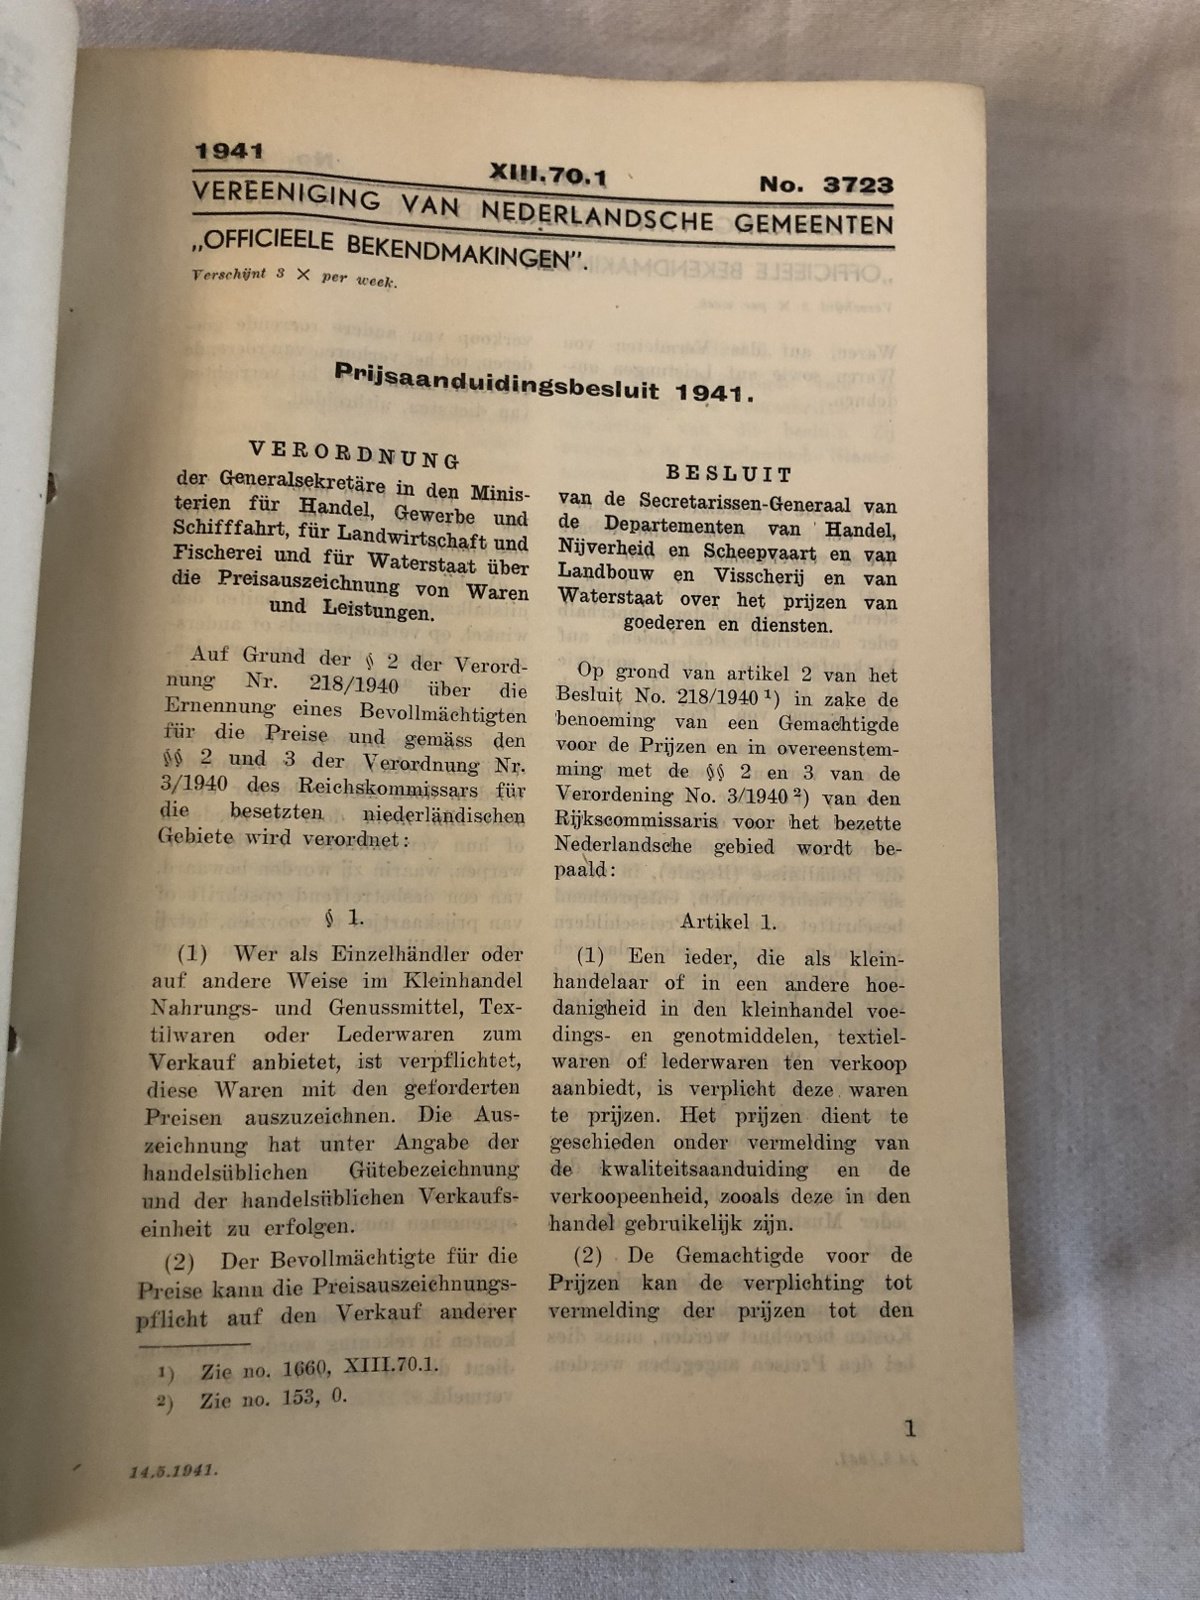 1941
XIII.70.1
No. 3723
VEREENIGING VAN NEDERLANDSCHE GEMEENTEN
„OFFICIEELE BEKENDMAKINGEN”.
Verschijnt 3 X per week.
Prijsaanduidingsbesluit 1941.
VERORDNUNG
der Generalsekretäre in den Minis-
terien für Handel, Gewerbe und
Schifffahrt, für Landwirtschaft und
Fischerei und für Waterstaat über
die Preisauszeichnung von Waren
und Leistungen.
Auf Grund der § 2 der Verord-
nung Nr. 218/1940 über die
Ernennung eines Bevollmächtigten
für die Preise und gemäss den
§§ 2 und 3 der Verordnung Nr.
3/1940 des Reichskommissars für
die besetzten niederländischen
Gebiete wird verordnet:
§ 1.
(1) Wer als Einzelhändler oder
auf andere Weise im Kleinhandel
Nahrungs- und Genussmittel, Tex-
tilwaren oder Lederwaren zum
Verkauf anbietet, ist verpflichtet,
diese Waren mit den geforderten
Preisen auszuzeichnen. Die Aus-
zeichnung hat unter Angabe der
handelsüblichen Gütebezeichnung
und der handelsüblichen Verkaufs-
einheit zu erfolgen.
(2) Der Bevollmächtigte für die
Preise kann die Preisauszeichnungs-
pflicht auf den Verkauf anderer
BESLUIT
van de Secretarissen-Generaal van
de Departementen van Handel,
Nijverheid en Scheepvaart en van
Landbouw en Visscherij en van
Waterstaat over het prijzen van
goederen en diensten.
Op grond van artikel 2 van het
Besluit No. 218/1940 1) in zake de
benoeming van een Gemachtigde
voor de Prijzen en in overeenstem-
ming met de §§ 2 en 3 van de
Verordening No. 3/1940 2) van den
Rijkscommissaris voor het bezette
Nederlandsche gebied wordt be-
paald:
Artikel 1.
(1) Een ieder, die als klein-
handelaar of in een andere hoe-
danigheid in den kleinhandel voe-
dings- en genotmiddelen, textiel-
waren of lederwaren ten verkoop
aanbiedt, is verplicht deze waren
te prijzen. Het prijzen dient te
geschieden onder vermelding van
de kwaliteitsaanduiding en de
verkoopeenheid, zooals deze in den
handel gebruikelijk zijn.
(2) De Gemachtigde voor de
Prijzen kan de verplichting tot
vermelding der prijzen tot den
1) Zie no. 1660, XIII.70.1.
2) Zie no. 153, 0.
1
14.5.1941.